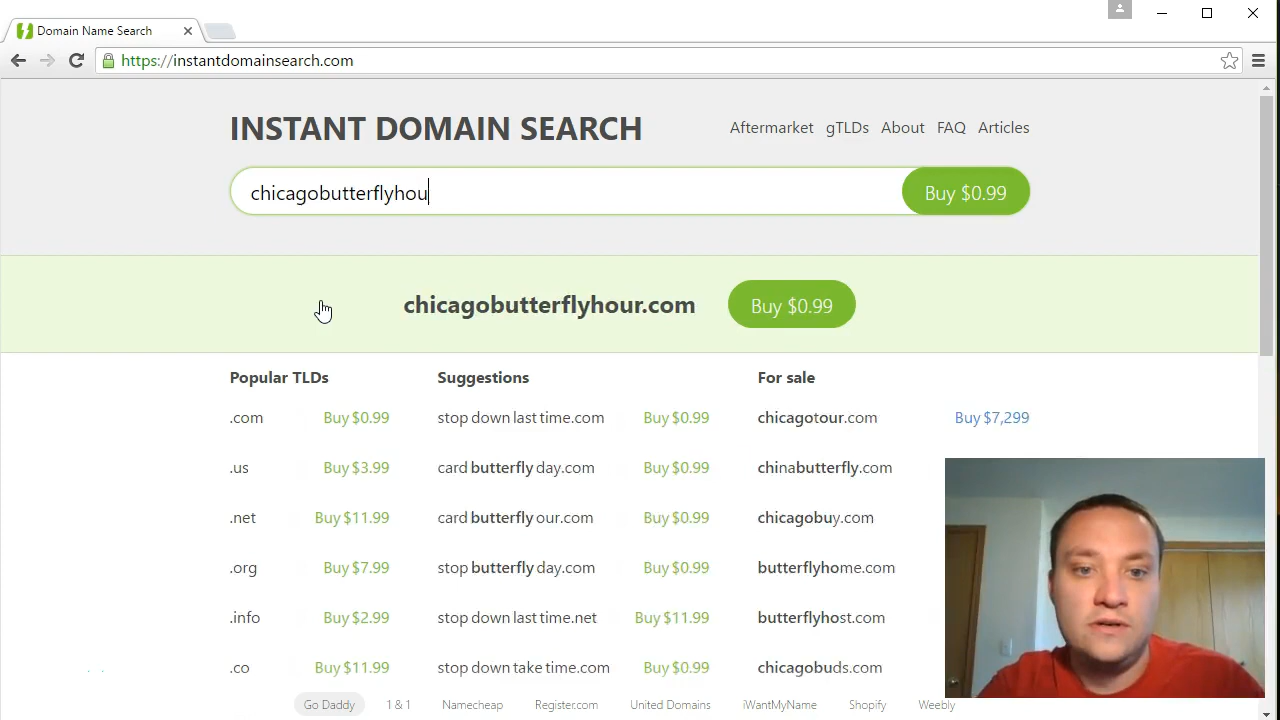 Domain Name Search
https://instantdomainsearch.com
INSTANT DOMAIN SEARCH
Aftermarket gTLDs About FAQ Articles
chicagobutterflyhou
Buy $0.99
chicagobutterflyhour.com
Buy $0.99
Popular TLDs Suggestions For sale
.com Buy $0.99 stop down last time.com Buy $0.99 chicagotour.com Buy $7,299
.us Buy $3.99 card butterfly day.com Buy $0.99 chinabutterfly.com
.net Buy $11.99 card butterfly our.com Buy $0.99 chicagobuy.com
.org Buy $7.99 stop butterfly day.com Buy $0.99 butterflyhome.com
.info Buy $2.99 stop down last time.net Buy $11.99 butterflyhost.com
.co Buy $11.99 stop down take time.com Buy $0.99 chicagobuds.com
Go Daddy 1 & 1 Namecheap Register.com United Domains iWantMyName Shopify Weebly